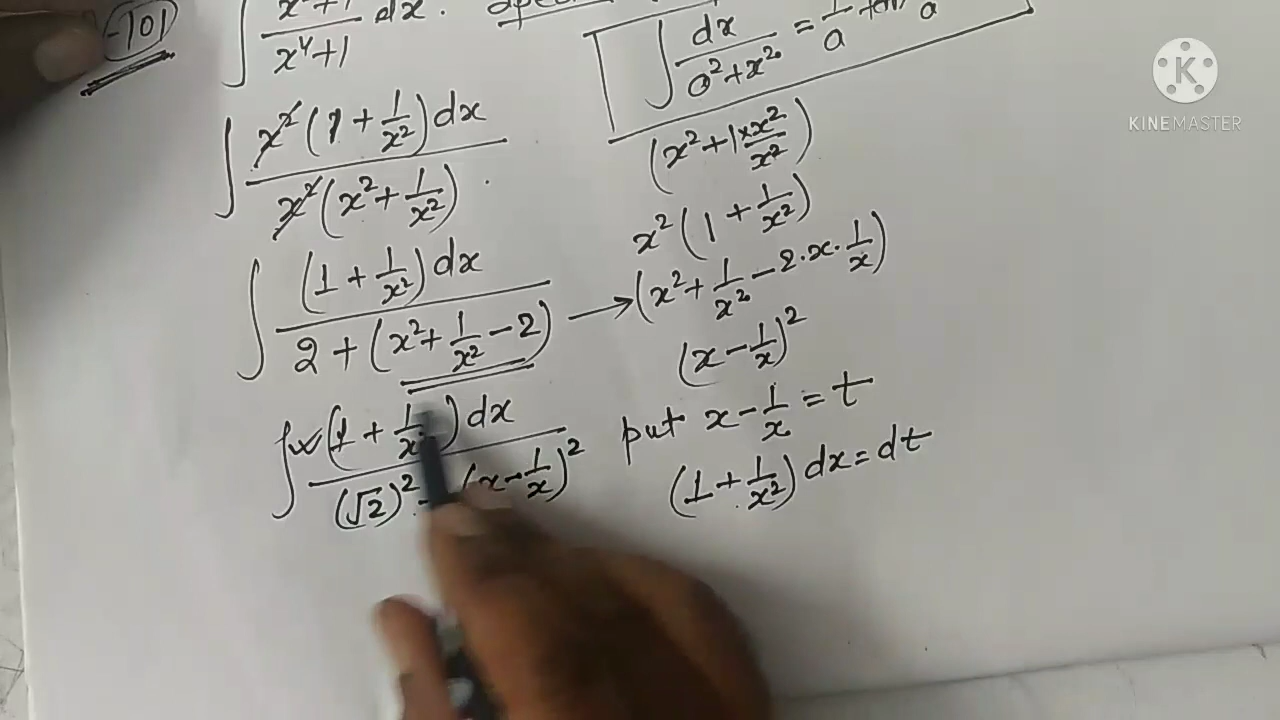 -101
∫ x²+1/x⁴+1 dx.
∫ dx/a²+x² = 1/a
∫ x²(1+1/x²)dx / x²(x²+1/x²).
(x²+1×x²/x²)
x²(1+1/x²)
∫ (1+1/x²)dx / 2+(x²+1/x²-2) → (x²+1/x²-2·x·1/x)
(x-1/x)²
∫ (1+1/x²)dx / (√2)²+(x-1/x)²
put x-1/x=t
(1+1/x²)dx=dt
KINEMASTER
K